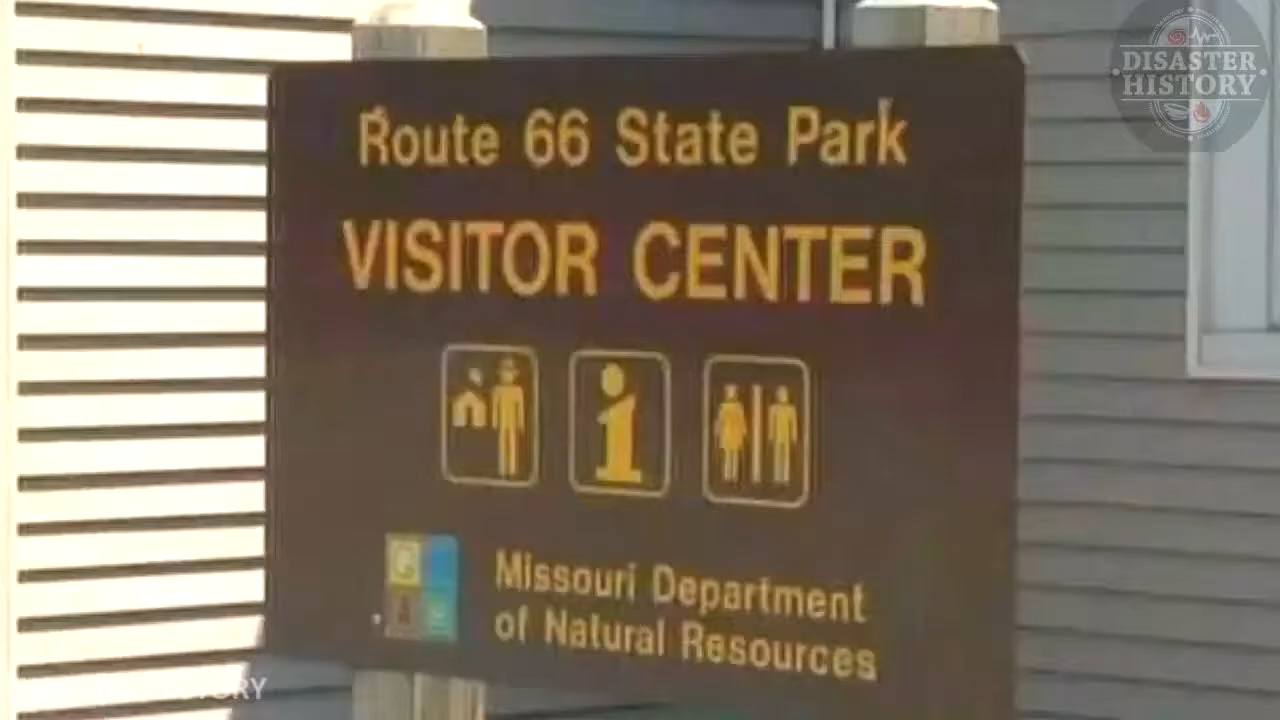 DISASTER
HISTORY
Route 66 State Park
VISITOR CENTER
Missouri Department
of Natural Resources